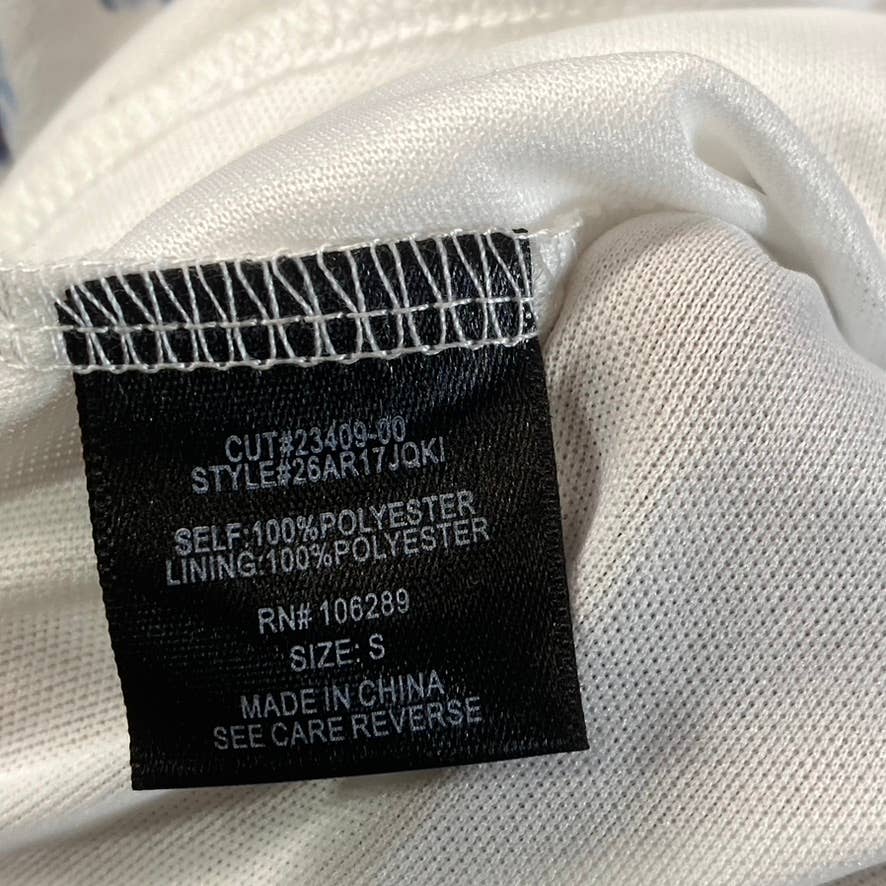 CUT#23409-00
STYLE#26AR17JQKI
SELF:100%POLYESTER
LINING:100%POLYESTER
RN# 106289
SIZE: S
MADE IN CHINA
SEE CARE REVERSE